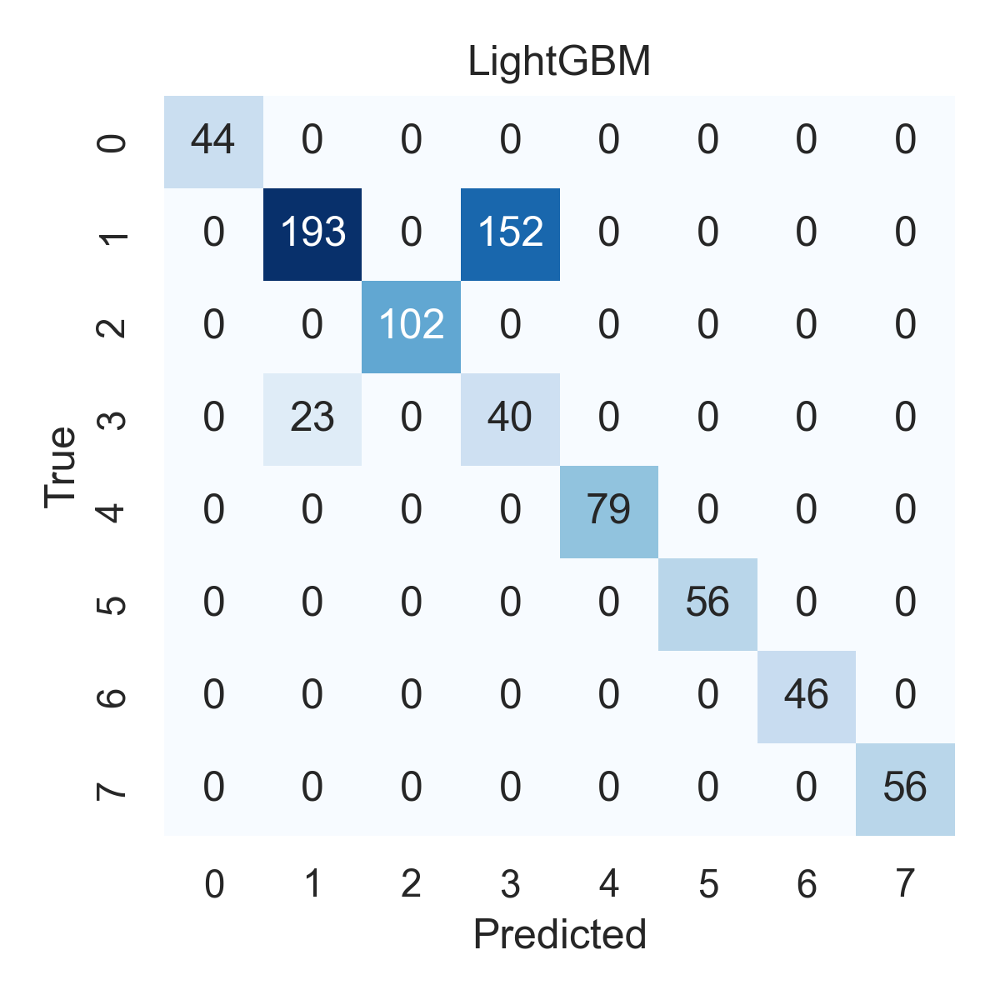 LightGBM
0 44 0 0 0 0 0 0 0
1 0 193 0 152 0 0 0 0
2 0 0 102 0 0 0 0 0
3 0 23 0 40 0 0 0 0
4 0 0 0 0 79 0 0 0
5 0 0 0 0 0 56 0 0
6 0 0 0 0 0 0 46 0
7 0 0 0 0 0 0 0 56
True
0 1 2 3 4 5 6 7
Predicted